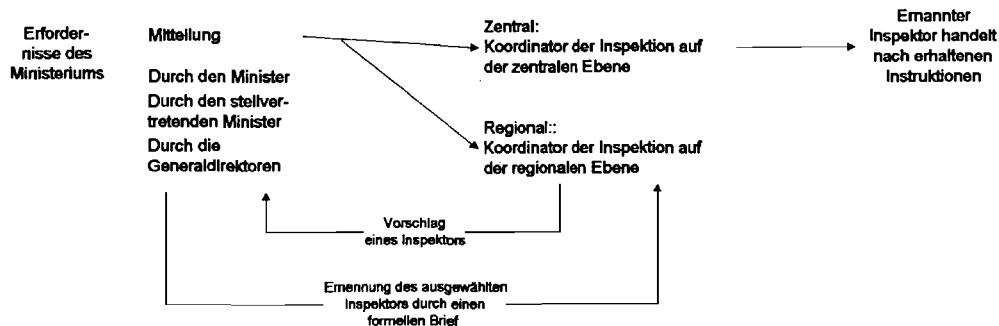 Erforder-
nisse des
Ministeriums
Mitteilung
Durch den Minister
Durch den stellver-
tretenden Minister
Durch die
Generaldirektoren
Zentral:
Koordinator der Inspektion auf
der zentralen Ebene
Regional::
Koordinator der Inspektion auf
der regionalen Ebene
Ernannter
Inspektor handelt
nach erhaltenen
Instruktionen
Vorschlag
eines Inspektors
Ernennung des ausgewählten
Inspektors durch einen
formellen Brief